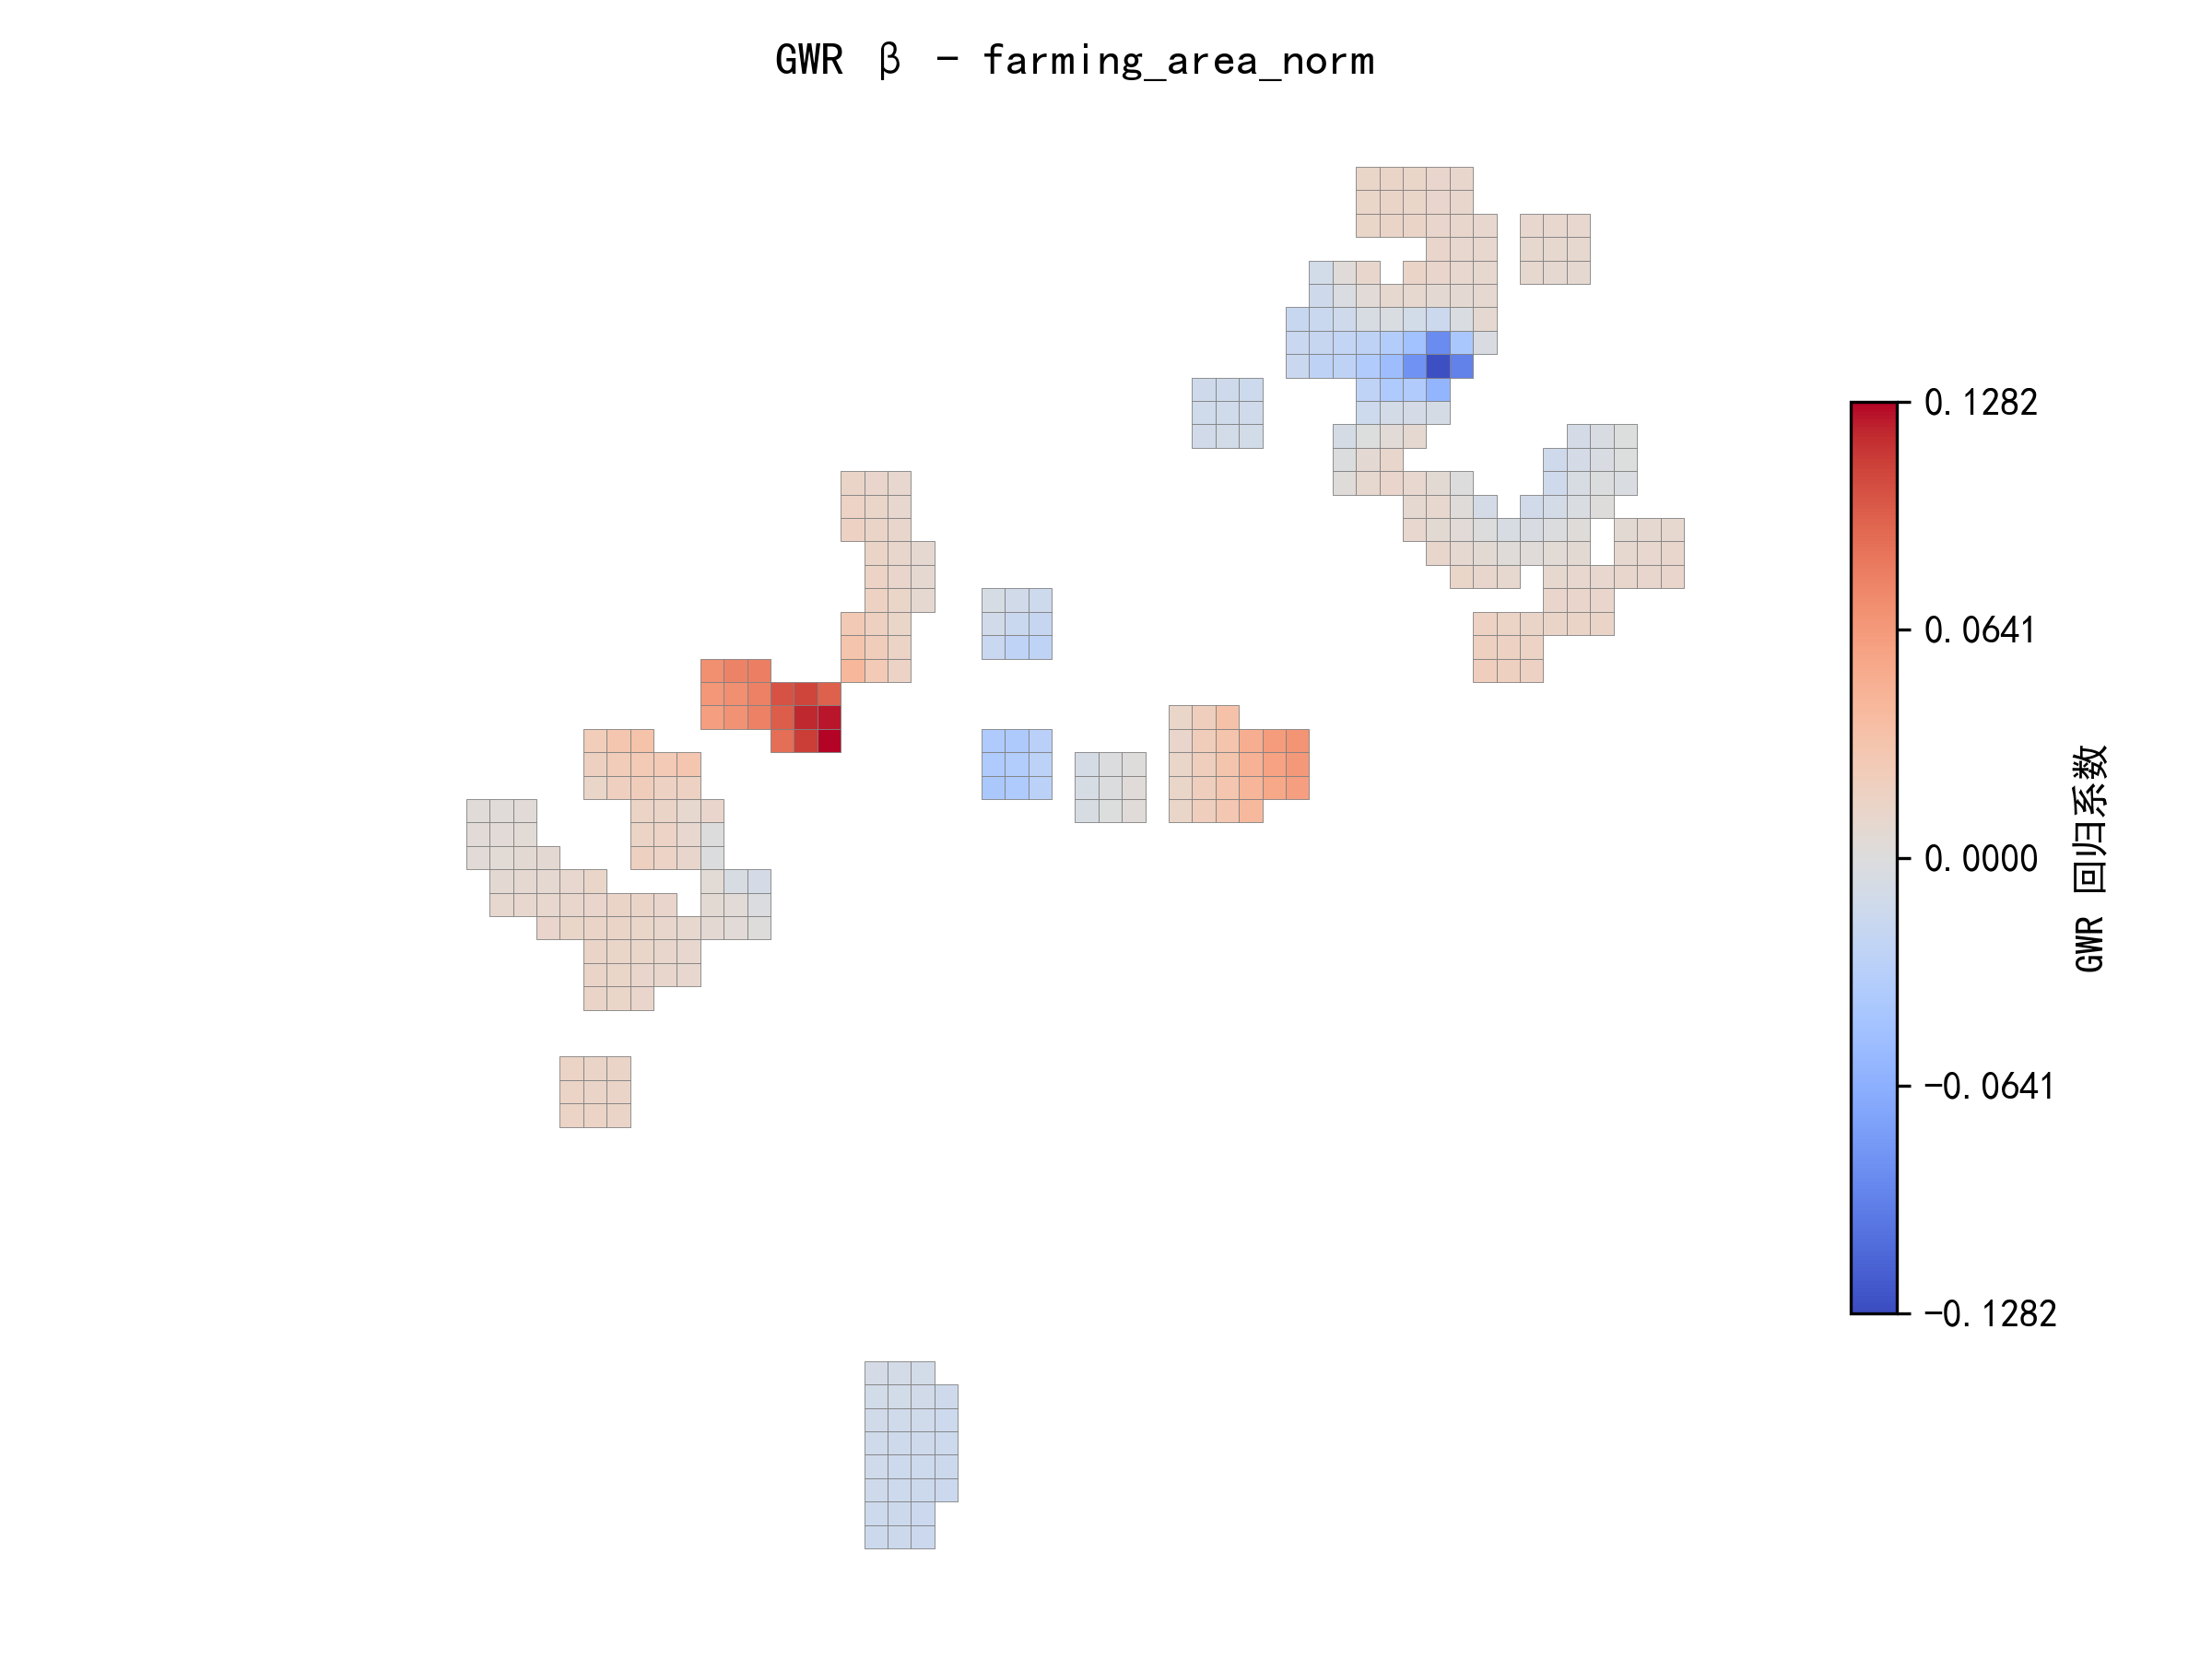 GWR β - farming_area_norm
0.1282
0.0641
0.0000
-0.0641
-0.1282
GWR 回归系数